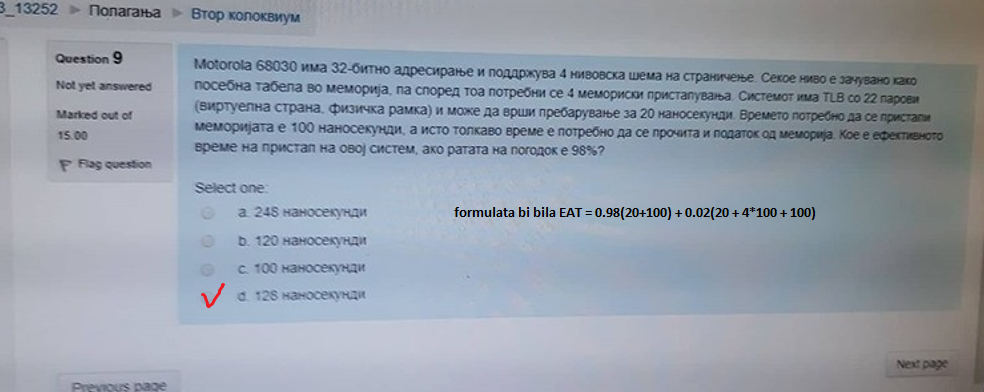 3_13252 ► Полагања ► Втор колоквиум
Question 9
Not yet answered
Marked out of
15.00
Flag question
Motorola 68030 има 32-битно адресирање и поддржува 4 нивовска шема на страничење. Секое ниво е зачувано како
посебна табела во меморија, па според тоа потребни се 4 мемориски пристапувања. Системот има TLB со 22 парови
(виртуелна страна, физичка рамка) и може да врши пребарување за 20 наносекунди. Времето потребно да се пристапи
меморијата е 100 наносекунди, а исто толкаво време е потребно да се прочита и податок од меморија. Кое е ефективното
време на пристап на овој систем, ако ратата на погодок е 98%?
Select one:
a. 248 наносекунди
formulata bi bila EAT = 0.98(20+100) + 0.02(20 + 4*100 + 100)
b. 120 наносекунди
c. 100 наносекунди
d. 128 наносекунди
Next page
Previous page